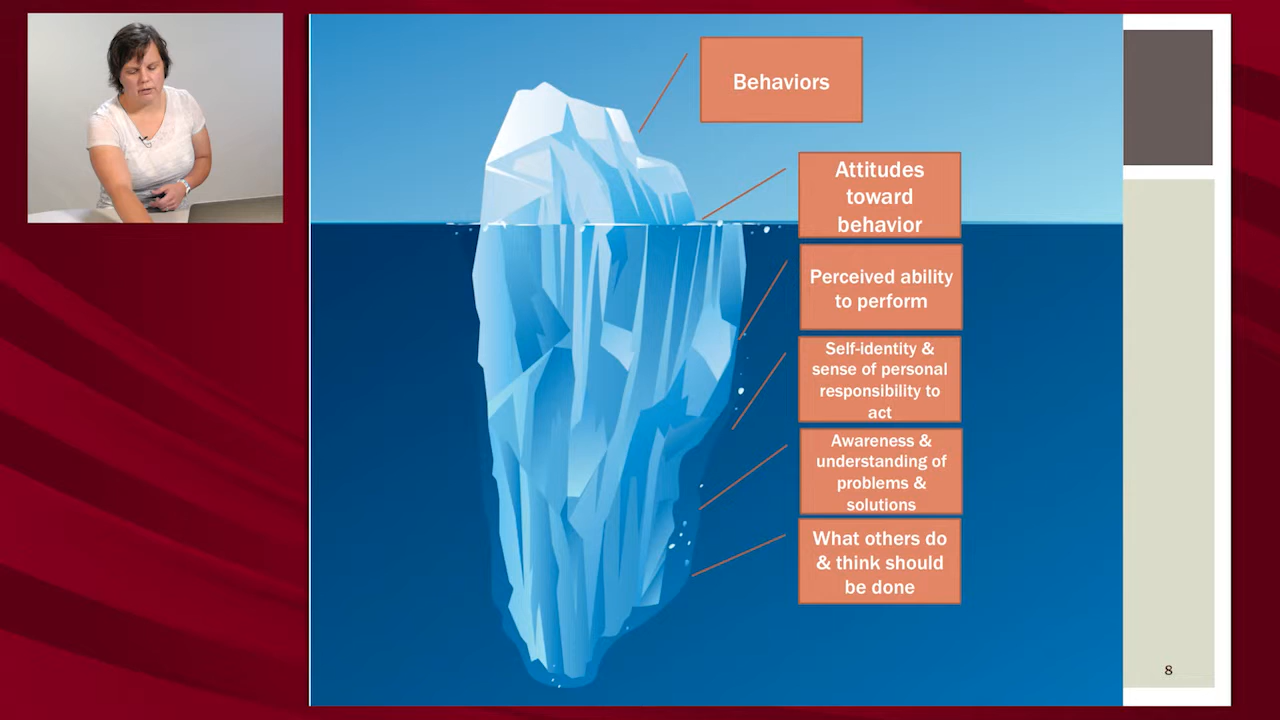 Behaviors
Attitudes
toward
behavior
Perceived ability
to perform
Self-identity &
sense of personal
responsibility to
act
Awareness &
understanding of
problems &
solutions
What others do
& think should
be done
8